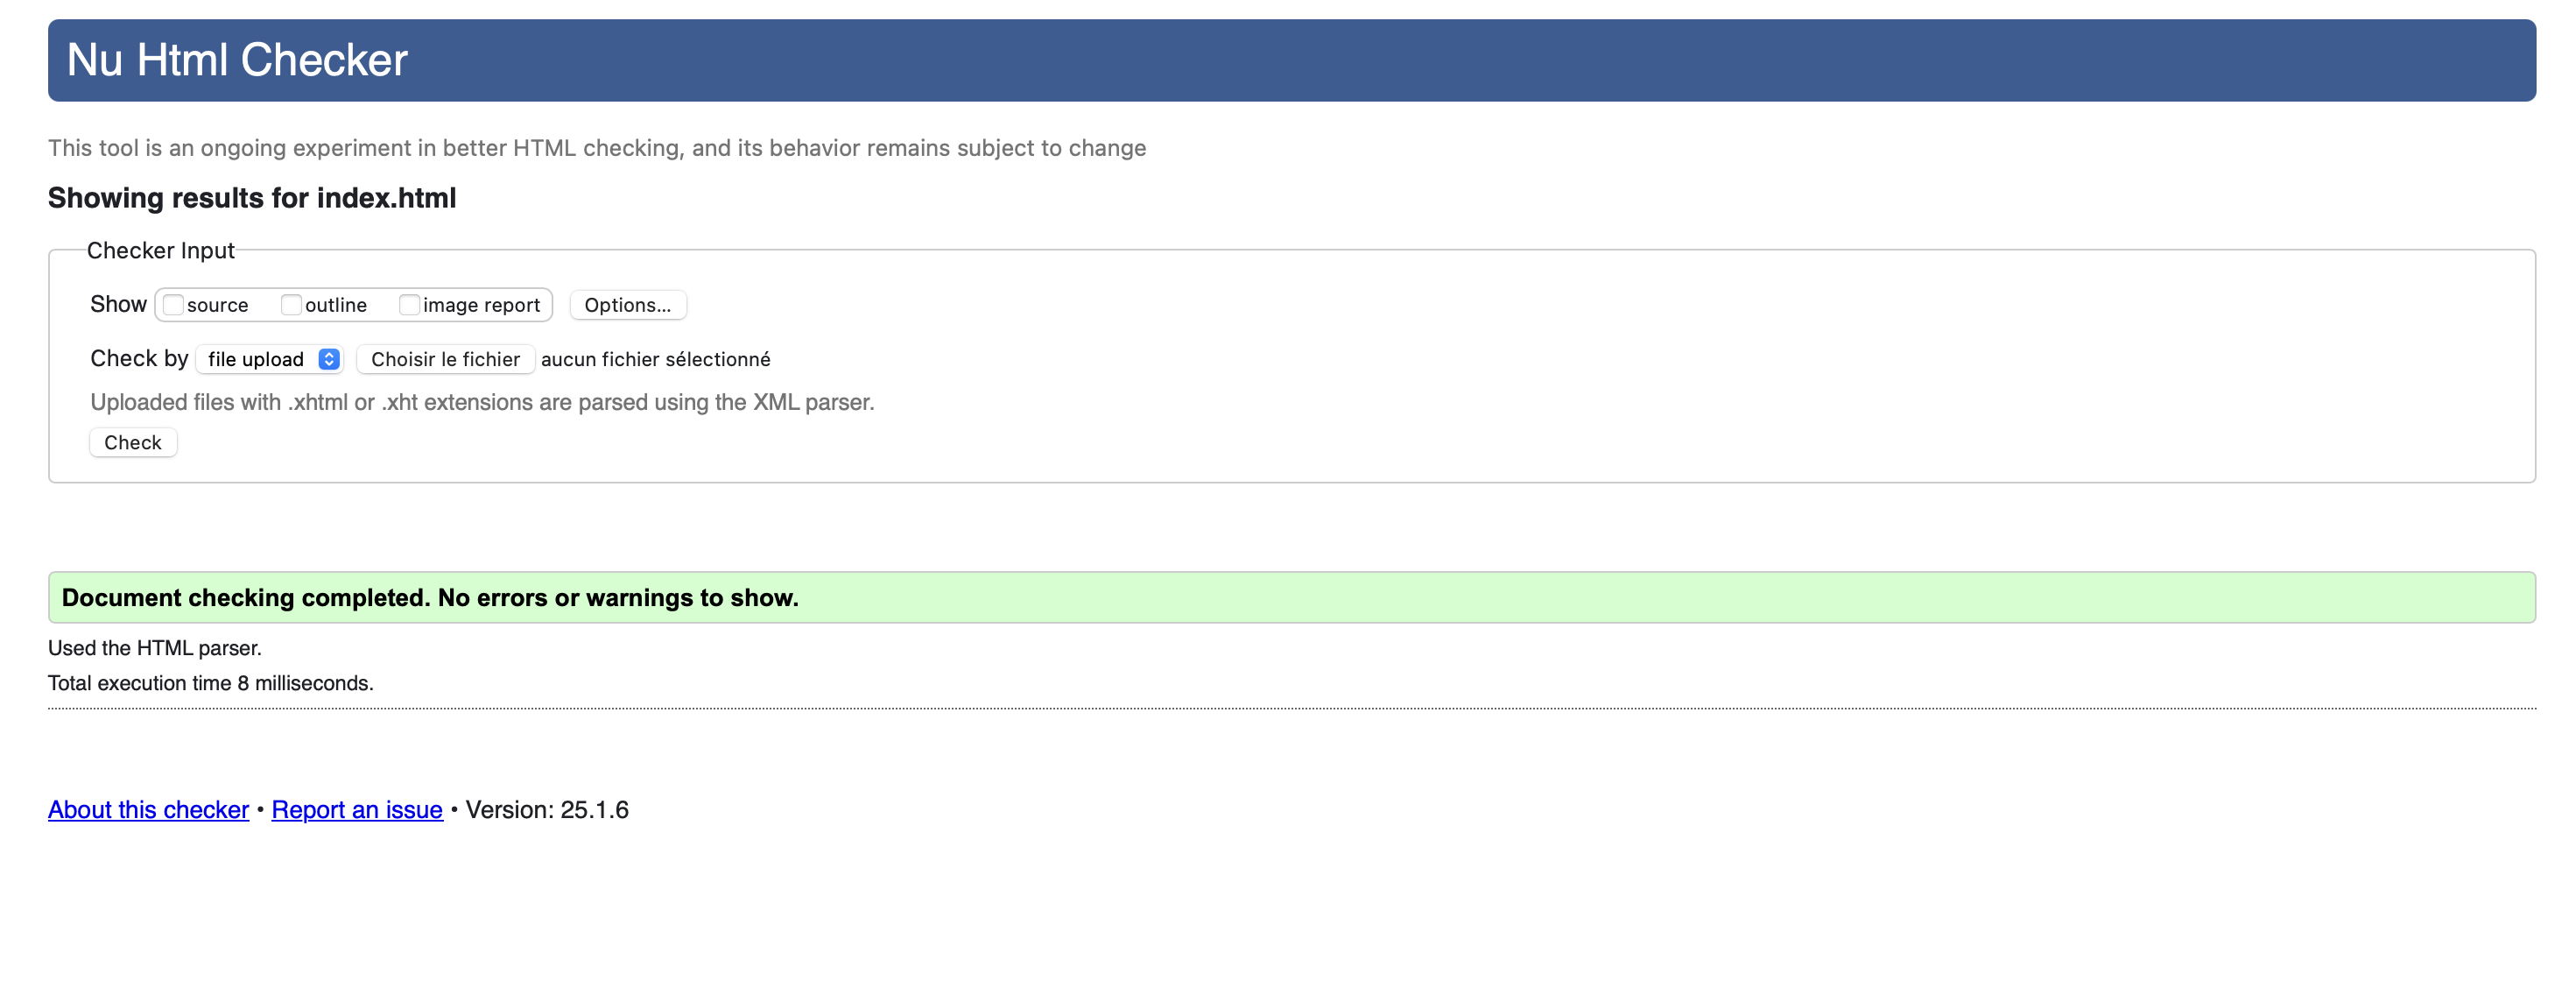 Nu Html Checker
This tool is an ongoing experiment in better HTML checking, and its behavior remains subject to change
Showing results for index.html
Checker Input
Show source outline image report Options...
Check by file upload Choisir le fichier aucun fichier sélectionné
Uploaded files with .xhtml or .xht extensions are parsed using the XML parser.
Check
Document checking completed. No errors or warnings to show.
Used the HTML parser.
Total execution time 8 milliseconds.
About this checker • Report an issue • Version: 25.1.6